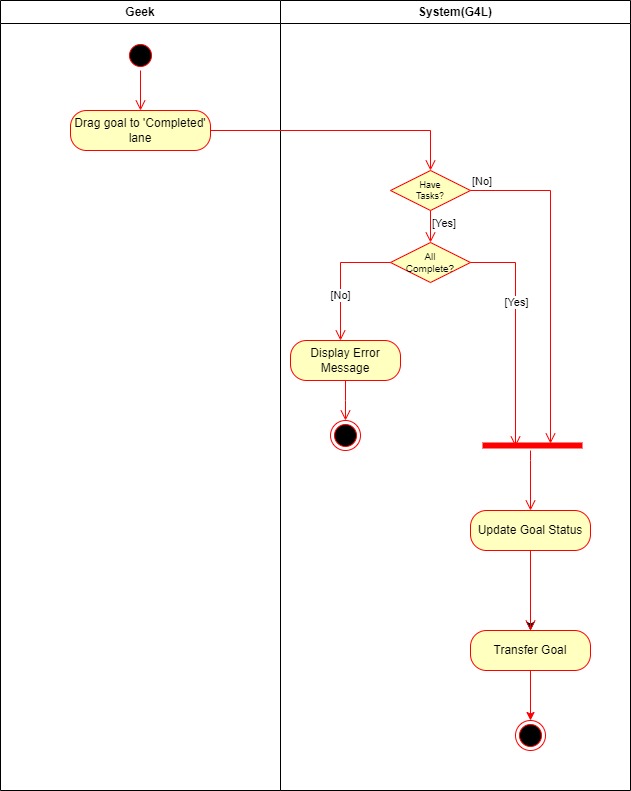 Geek
System(G4L)
Drag goal to 'Completed'
lane
Have
Tasks?
[No]
[Yes]
All
Complete?
[No]
[Yes]
Display Error
Message
Update Goal Status
Transfer Goal